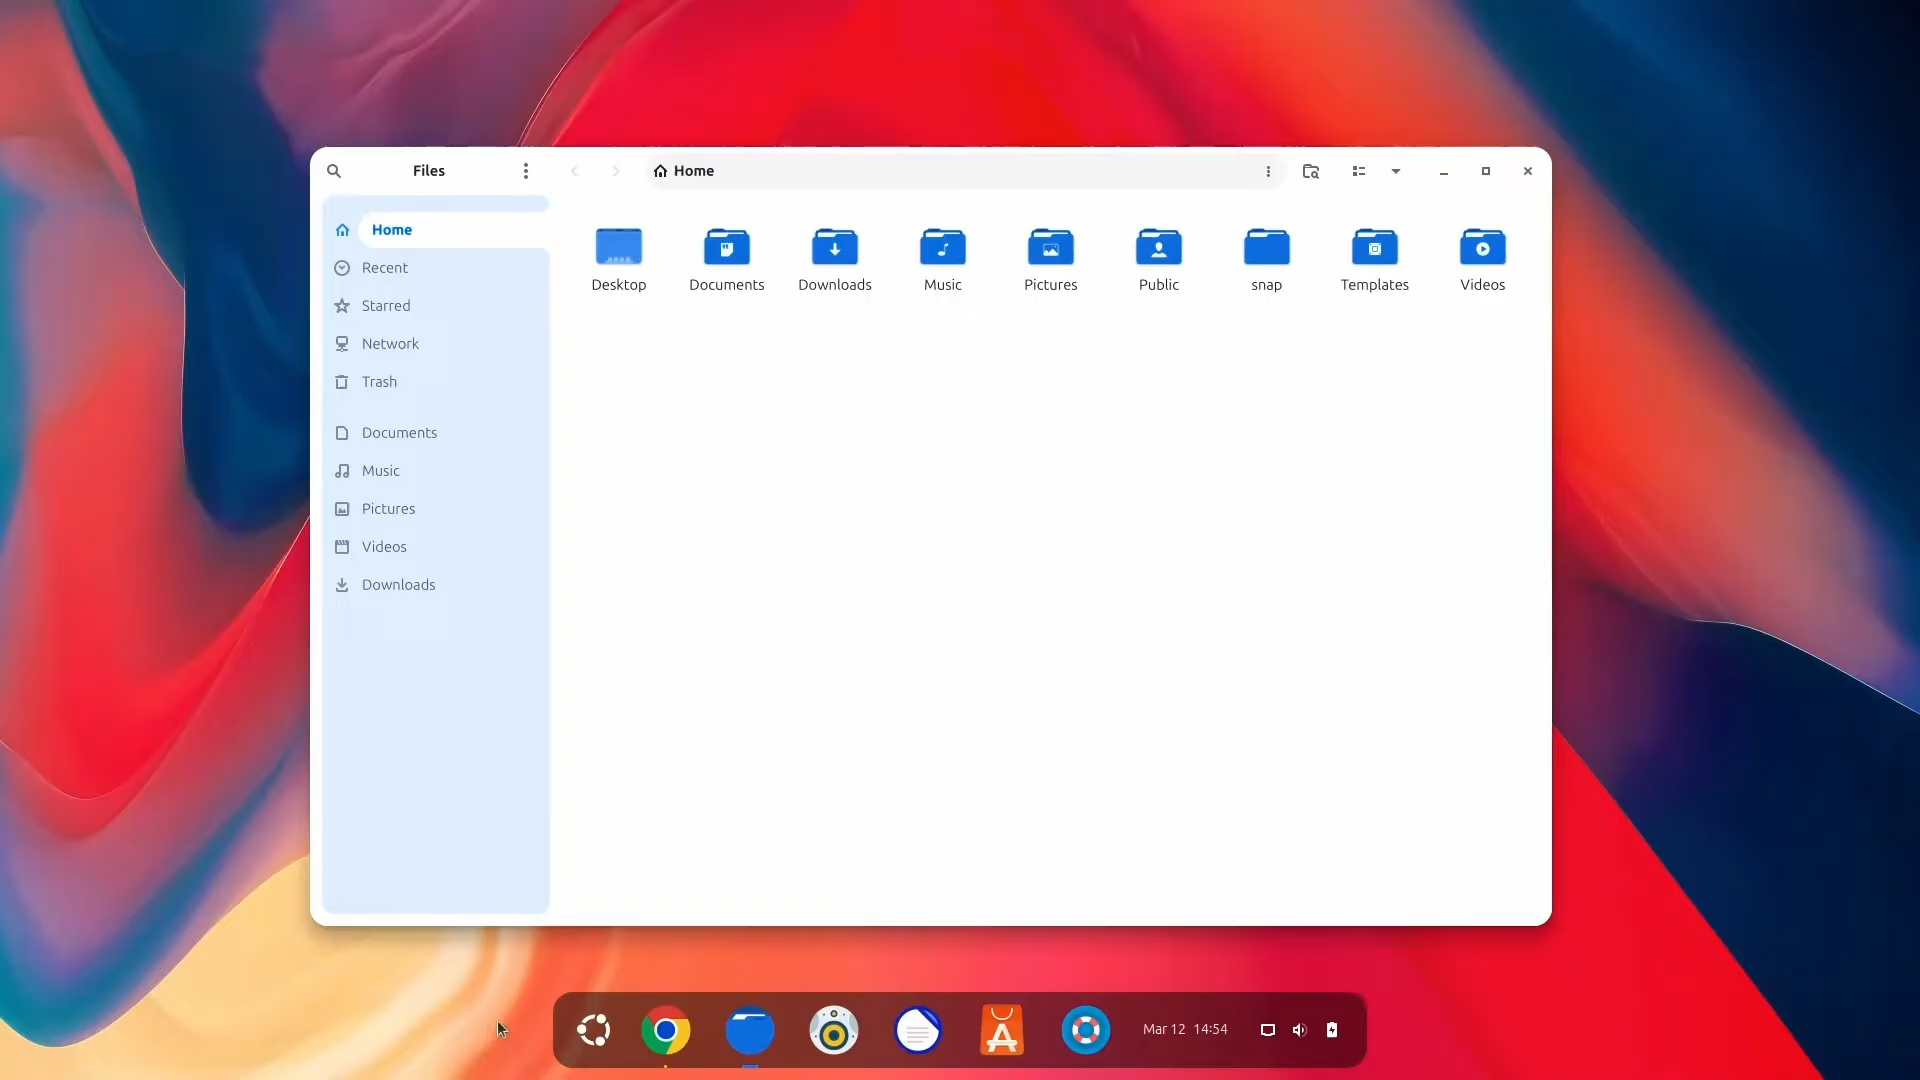 Files
Home
Home
Recent
Starred
Network
Trash
Documents
Music
Pictures
Videos
Downloads
Desktop
Documents
Downloads
Music
Pictures
Public
snap
Templates
Videos
Mar 12 14:54